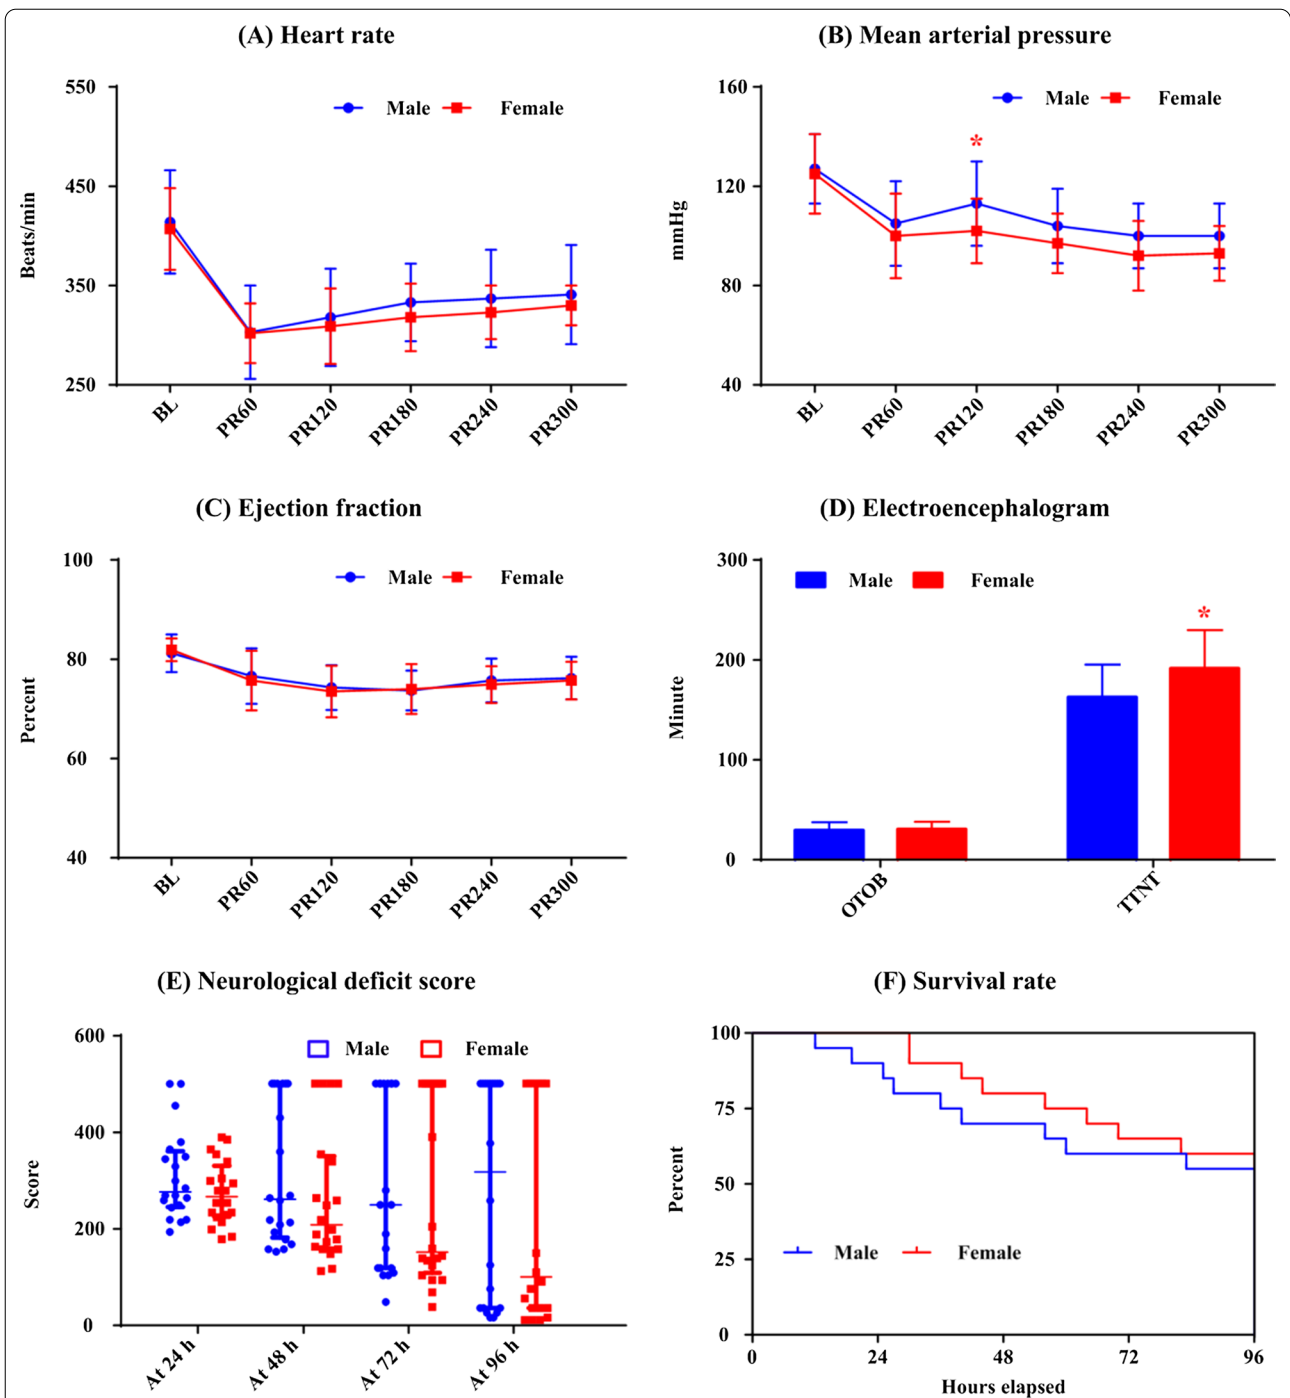 (A) Heart rate
550
450
350
250
Beats/min
Male Female
BL PR60 PR120 PR180 PR240 PR300
(B) Mean arterial pressure
160
120
80
40
mmHg
Male Female
*
BL PR60 PR120 PR180 PR240 PR300
(C) Ejection fraction
100
80
60
40
Percent
Male Female
BL PR60 PR120 PR180 PR240 PR300
(D) Electroencephalogram
300
200
100
0
Minute
Male Female
*
OTOB TTNT
(E) Neurological deficit score
600
400
200
0
Score
Male Female
At 24 h At 48 h At 72 h At 96 h
(F) Survival rate
100
75
50
25
0
Percent
Male Female
0 24 48 72 96
Hours elapsed